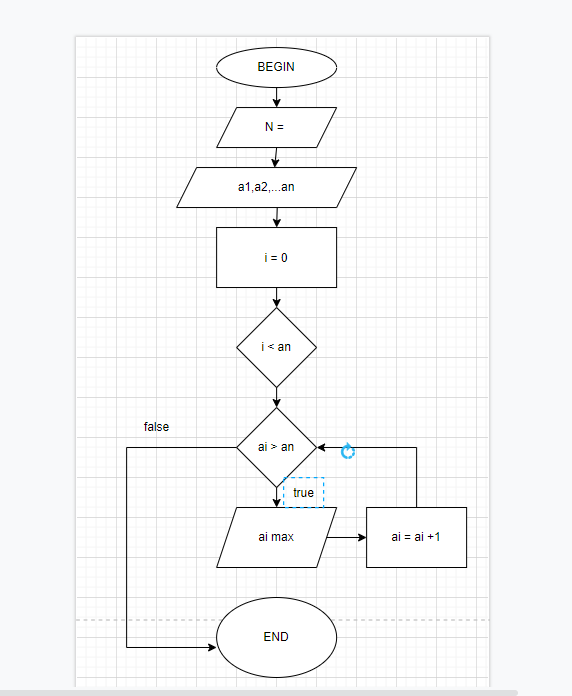 BEGIN
N =
a1,a2,...an
i = 0
i < an
false
ai > an
true
ai max
ai = ai +1
END